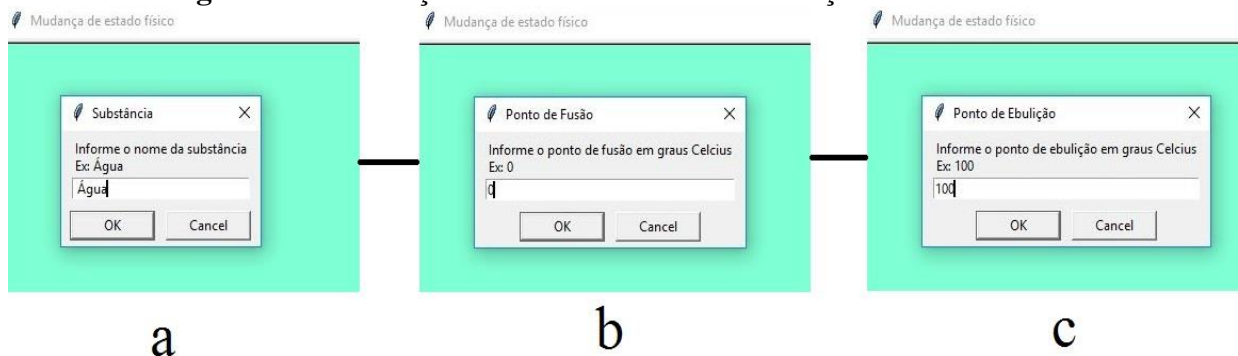 Mudança de estado físico
Substância
Informe o nome da substância
Ex: Água
Água
OK Cancel
a
Mudança de estado físico
Ponto de Fusão
Informe o ponto de fusão em graus Celcius
Ex: 0
0
OK Cancel
b
Mudança de estado físico
Ponto de Ebulição
Informe o ponto de ebulição em graus Celcius
Ex: 100
100
OK Cancel
c